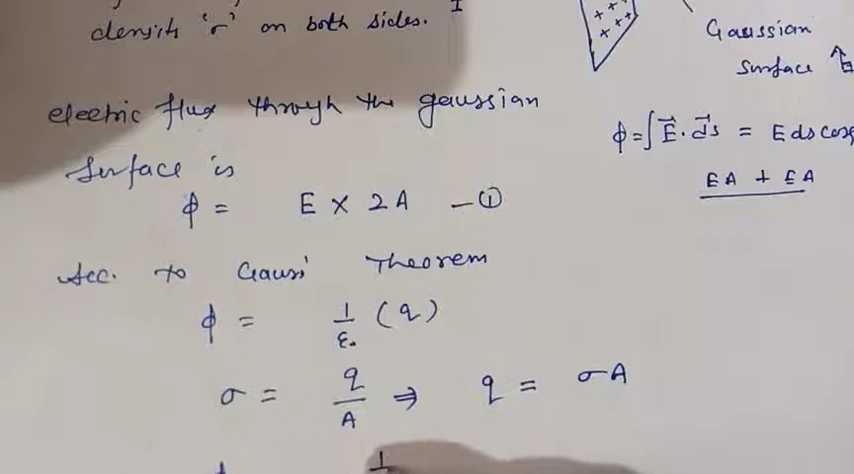 density 'σ' on both sides.
Gaussian
Surface
electric flux through the gaussian
Surface is
ϕ = ∫ E⃗ . d⃗s = E ds cos
EA + EA
ϕ = E × 2A —①
Acc. to Gauss' Theorem
ϕ = 1/ε₀ (q)
σ = q/A ⇒ q = σA
1